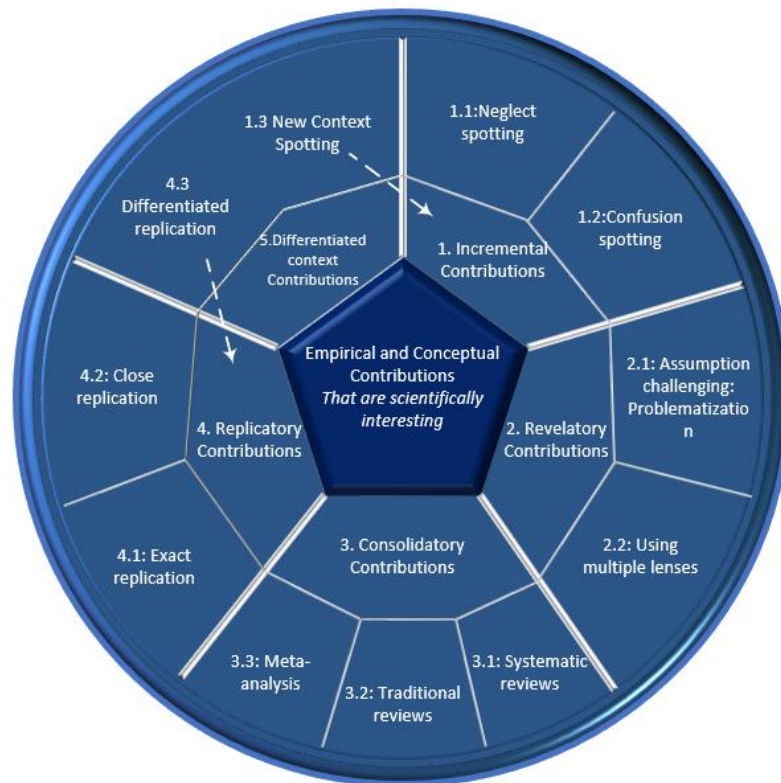 1.1:Neglect
spotting
1.2:Confusion
spotting
1.3 New Context
Spotting
1. Incremental
Contributions
2.1: Assumption
challenging:
Problematizatio
n
2.2: Using
multiple lenses
2. Revelatory
Contributions
3.1: Systematic
reviews
3.2: Traditional
reviews
3.3: Meta-
analysis
3. Consolidatory
Contributions
4.1: Exact
replication
4.2: Close
replication
4.3
Differentiated
replication
4. Replicatory
Contributions
5.Differentiated
context
Contributions
Empirical and Conceptual
Contributions
That are scientifically
interesting